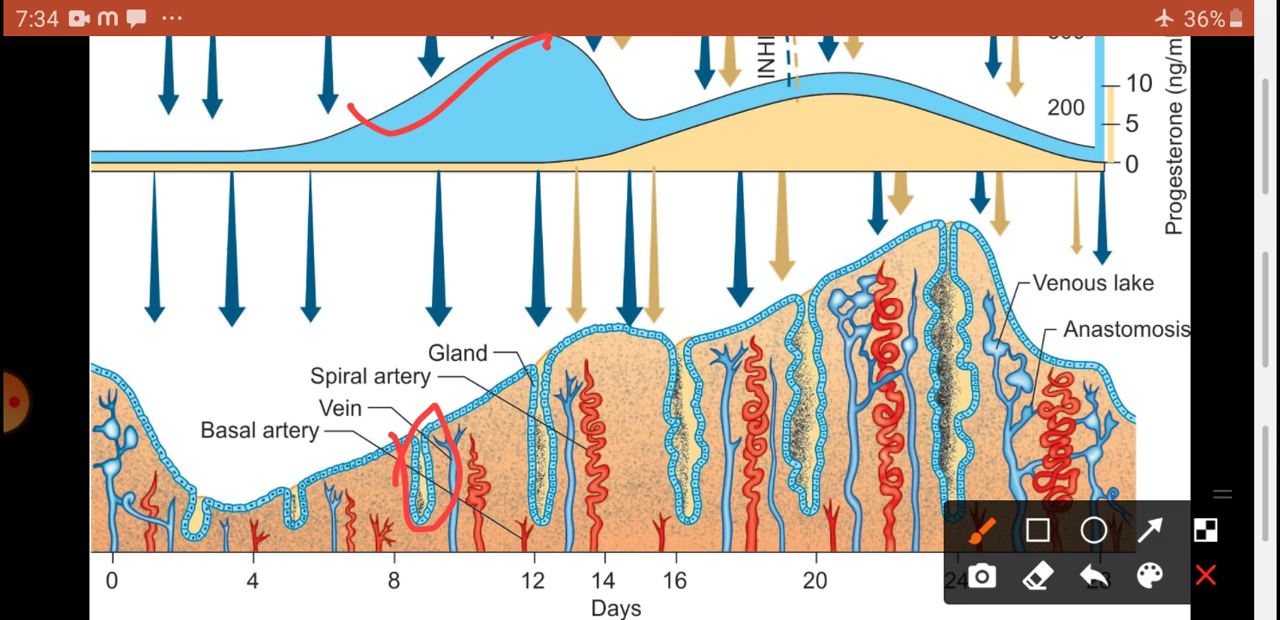 7:34 m ... 36%
INHI
Progesterone (ng/ml
10
200
5
0
Venous lake
Anastomosis
Gland
Spiral artery
Vein
Basal artery
0 4 8 12 14 16 20 24
Days